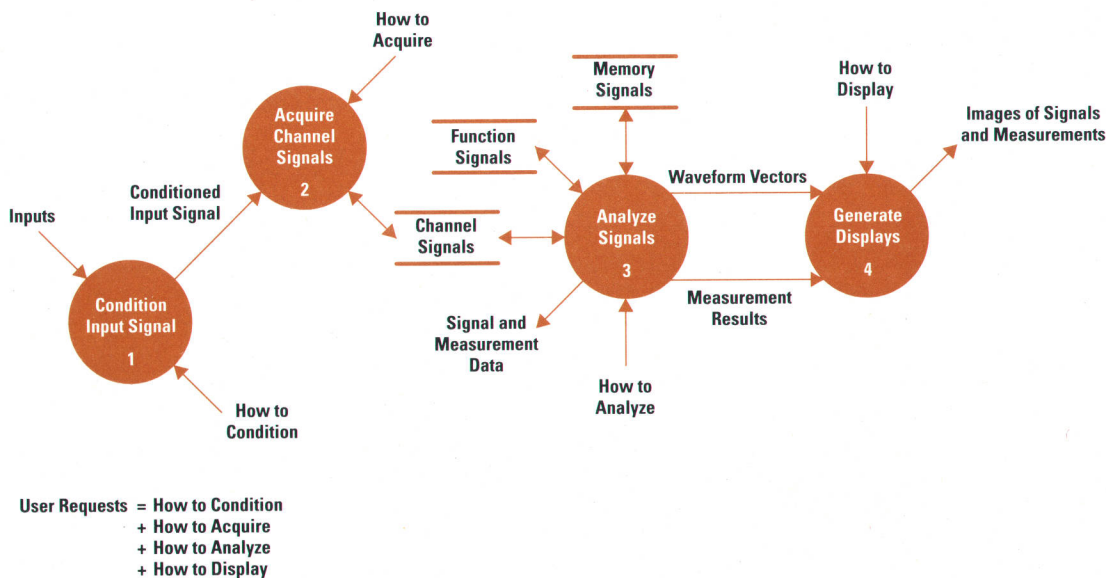 How to
Acquire
Acquire
Channel
Signals
2
Memory
Signals
How to
Display
Images of Signals
and Measurements
Function
Signals
Conditioned
Input Signal
Inputs
Channel
Signals
Analyze
Signals
3
Waveform Vectors
Generate
Displays
4
Condition
Input Signal
1
Signal and
Measurement
Data
Measurement
Results
How to
Analyze
How to
Condition
User Requests = How to Condition
+ How to Acquire
+ How to Analyze
+ How to Display